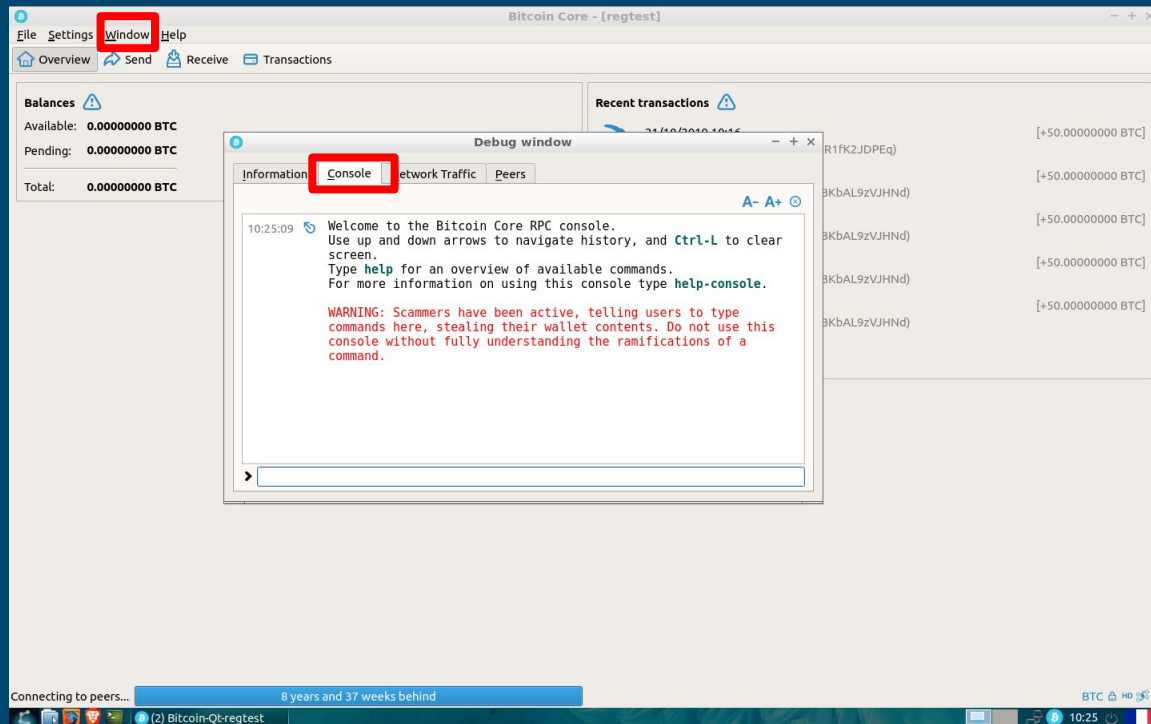 Bitcoin Core - [regtest]
File Settings Window Help
Overview Send Receive Transactions
Balances
Available: 0.00000000 BTC
Pending: 0.00000000 BTC
Total: 0.00000000 BTC
Recent transactions
[+50.00000000 BTC]
R1fK2JDPEq)
[+50.00000000 BTC]
3KbAL9zVJHNd)
[+50.00000000 BTC]
3KbAL9zVJHNd)
[+50.00000000 BTC]
3KbAL9zVJHNd)
[+50.00000000 BTC]
3KbAL9zVJHNd)
Debug window
Information Console etwork Traffic Peers
A- A+
10:25:09 Welcome to the Bitcoin Core RPC console.
Use up and down arrows to navigate history, and Ctrl-L to clear
screen.
Type help for an overview of available commands.
For more information on using this console type help-console.
WARNING: Scammers have been active, telling users to type
commands here, stealing their wallet contents. Do not use this
console without fully understanding the ramifications of a
command.
Connecting to peers... 8 years and 37 weeks behind BTC HD
(2) Bitcoin-Qt-regtest 10:25